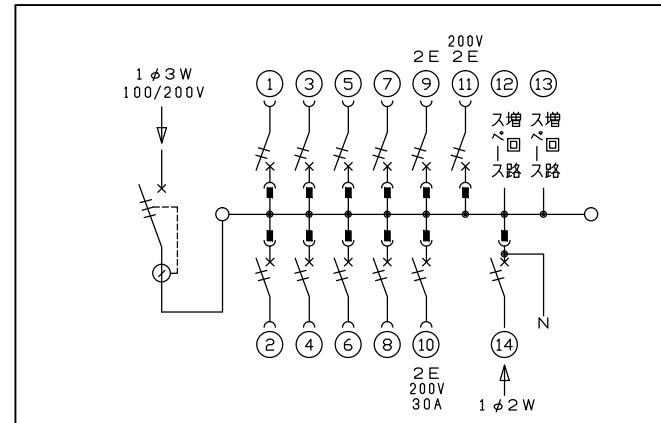 1φ3W
100/200V
① ③ ⑤ ⑦ ⑨ ⑪ ⑫ ⑬
2E
200V
2E
増回路
スペース
増回路
スペース
② ④ ⑥ ⑧ ⑩ ⑭
2E
200V
30A
N
1φ2W